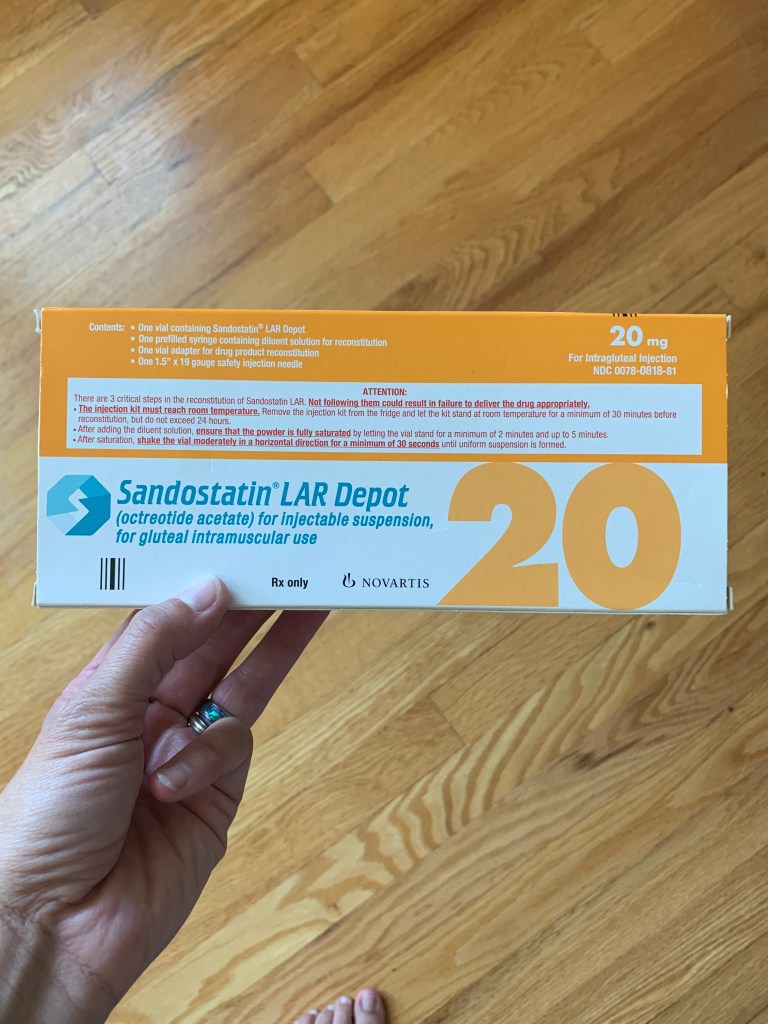 Contents: • One vial containing Sandostatin® LAR Depot
• One prefilled syringe containing diluent solution for reconstitution
• One vial adapter for drug product reconstitution
• One 1.5" x 19 gauge safety injection needle
20 mg
For Intragluteal Injection
NDC 0078-0818-81
ATTENTION:
There are 3 critical steps in the reconstitution of Sandostatin LAR. Not following them could result in failure to deliver the drug appropriately.
• The injection kit must reach room temperature. Remove the injection kit from the fridge and let the kit stand at room temperature for a minimum of 30 minutes before
reconstitution, but do not exceed 24 hours.
• After adding the diluent solution, ensure that the powder is fully saturated by letting the vial stand for a minimum of 2 minutes and up to 5 minutes.
• After saturation, shake the vial moderately in a horizontal direction for a minimum of 30 seconds until uniform suspension is formed.
Sandostatin® LAR Depot
(octreotide acetate) for injectable suspension,
for gluteal intramuscular use
20
Rx only
NOVARTIS